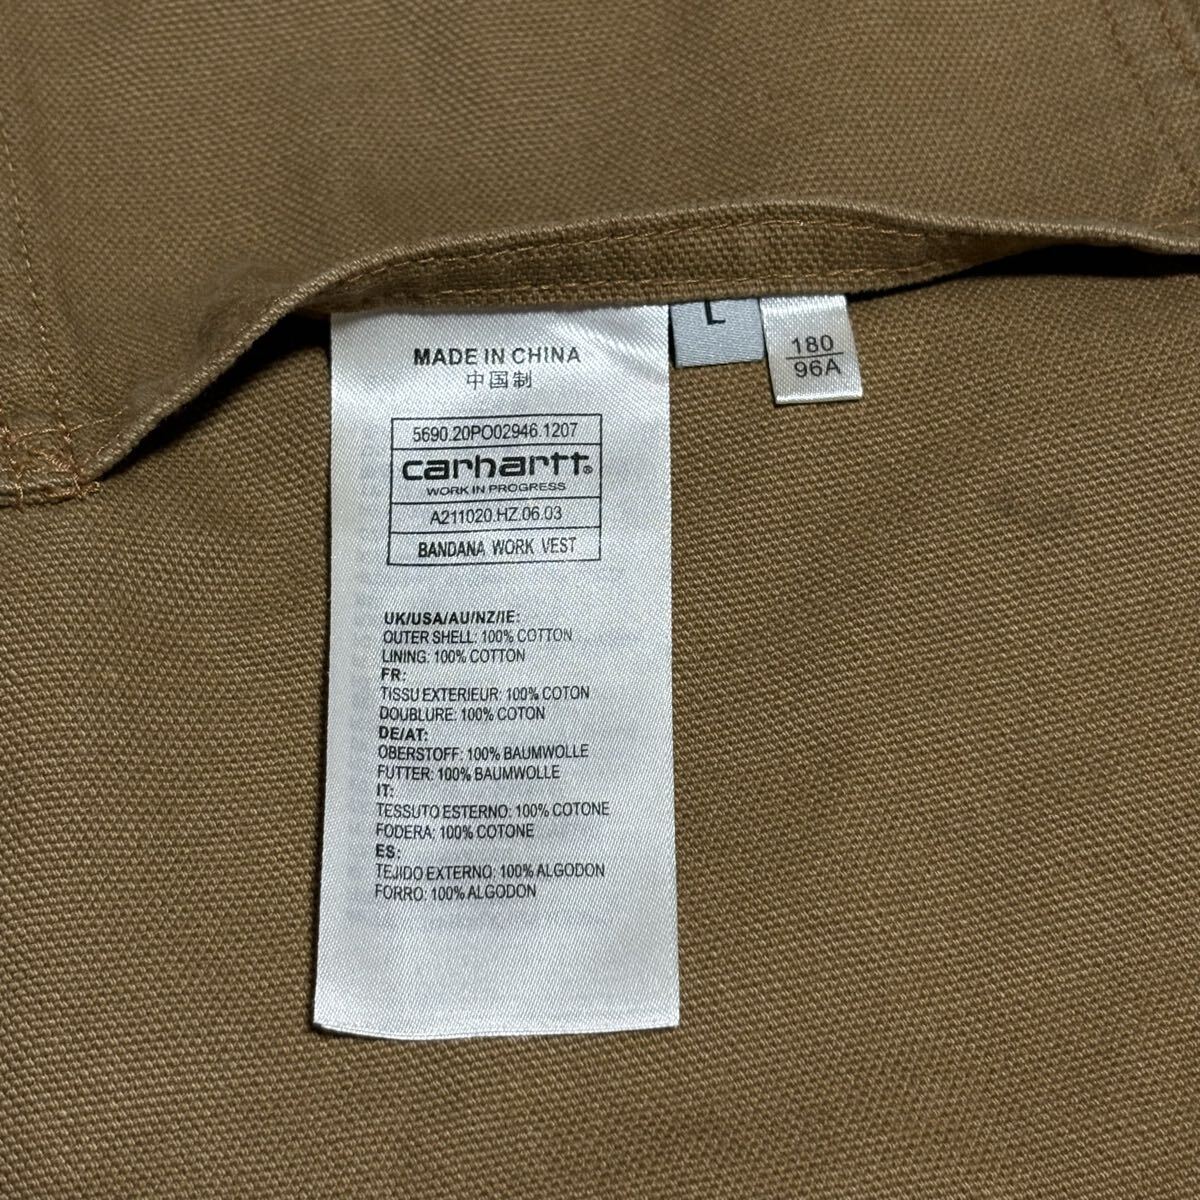 MADE IN CHINA
中国制
5690.20PO02946.1207
carhartt®
WORK IN PROGRESS
A211020.HZ.06.03
BANDANA WORK VEST
UK/USA/AU/NZ/IE:
OUTER SHELL: 100% COTTON
LINING: 100% COTTON
FR:
TISSU EXTERIEUR: 100% COTON
DOUBLURE: 100% COTON
DE/AT:
OBERSTOFF: 100% BAUMWOLLE
FUTTER: 100% BAUMWOLLE
IT:
TESSUTO ESTERNO: 100% COTONE
FODERA: 100% COTONE
ES:
TEJIDO EXTERNO: 100% ALGODON
FORRO: 100% ALGODON
L
180
96A